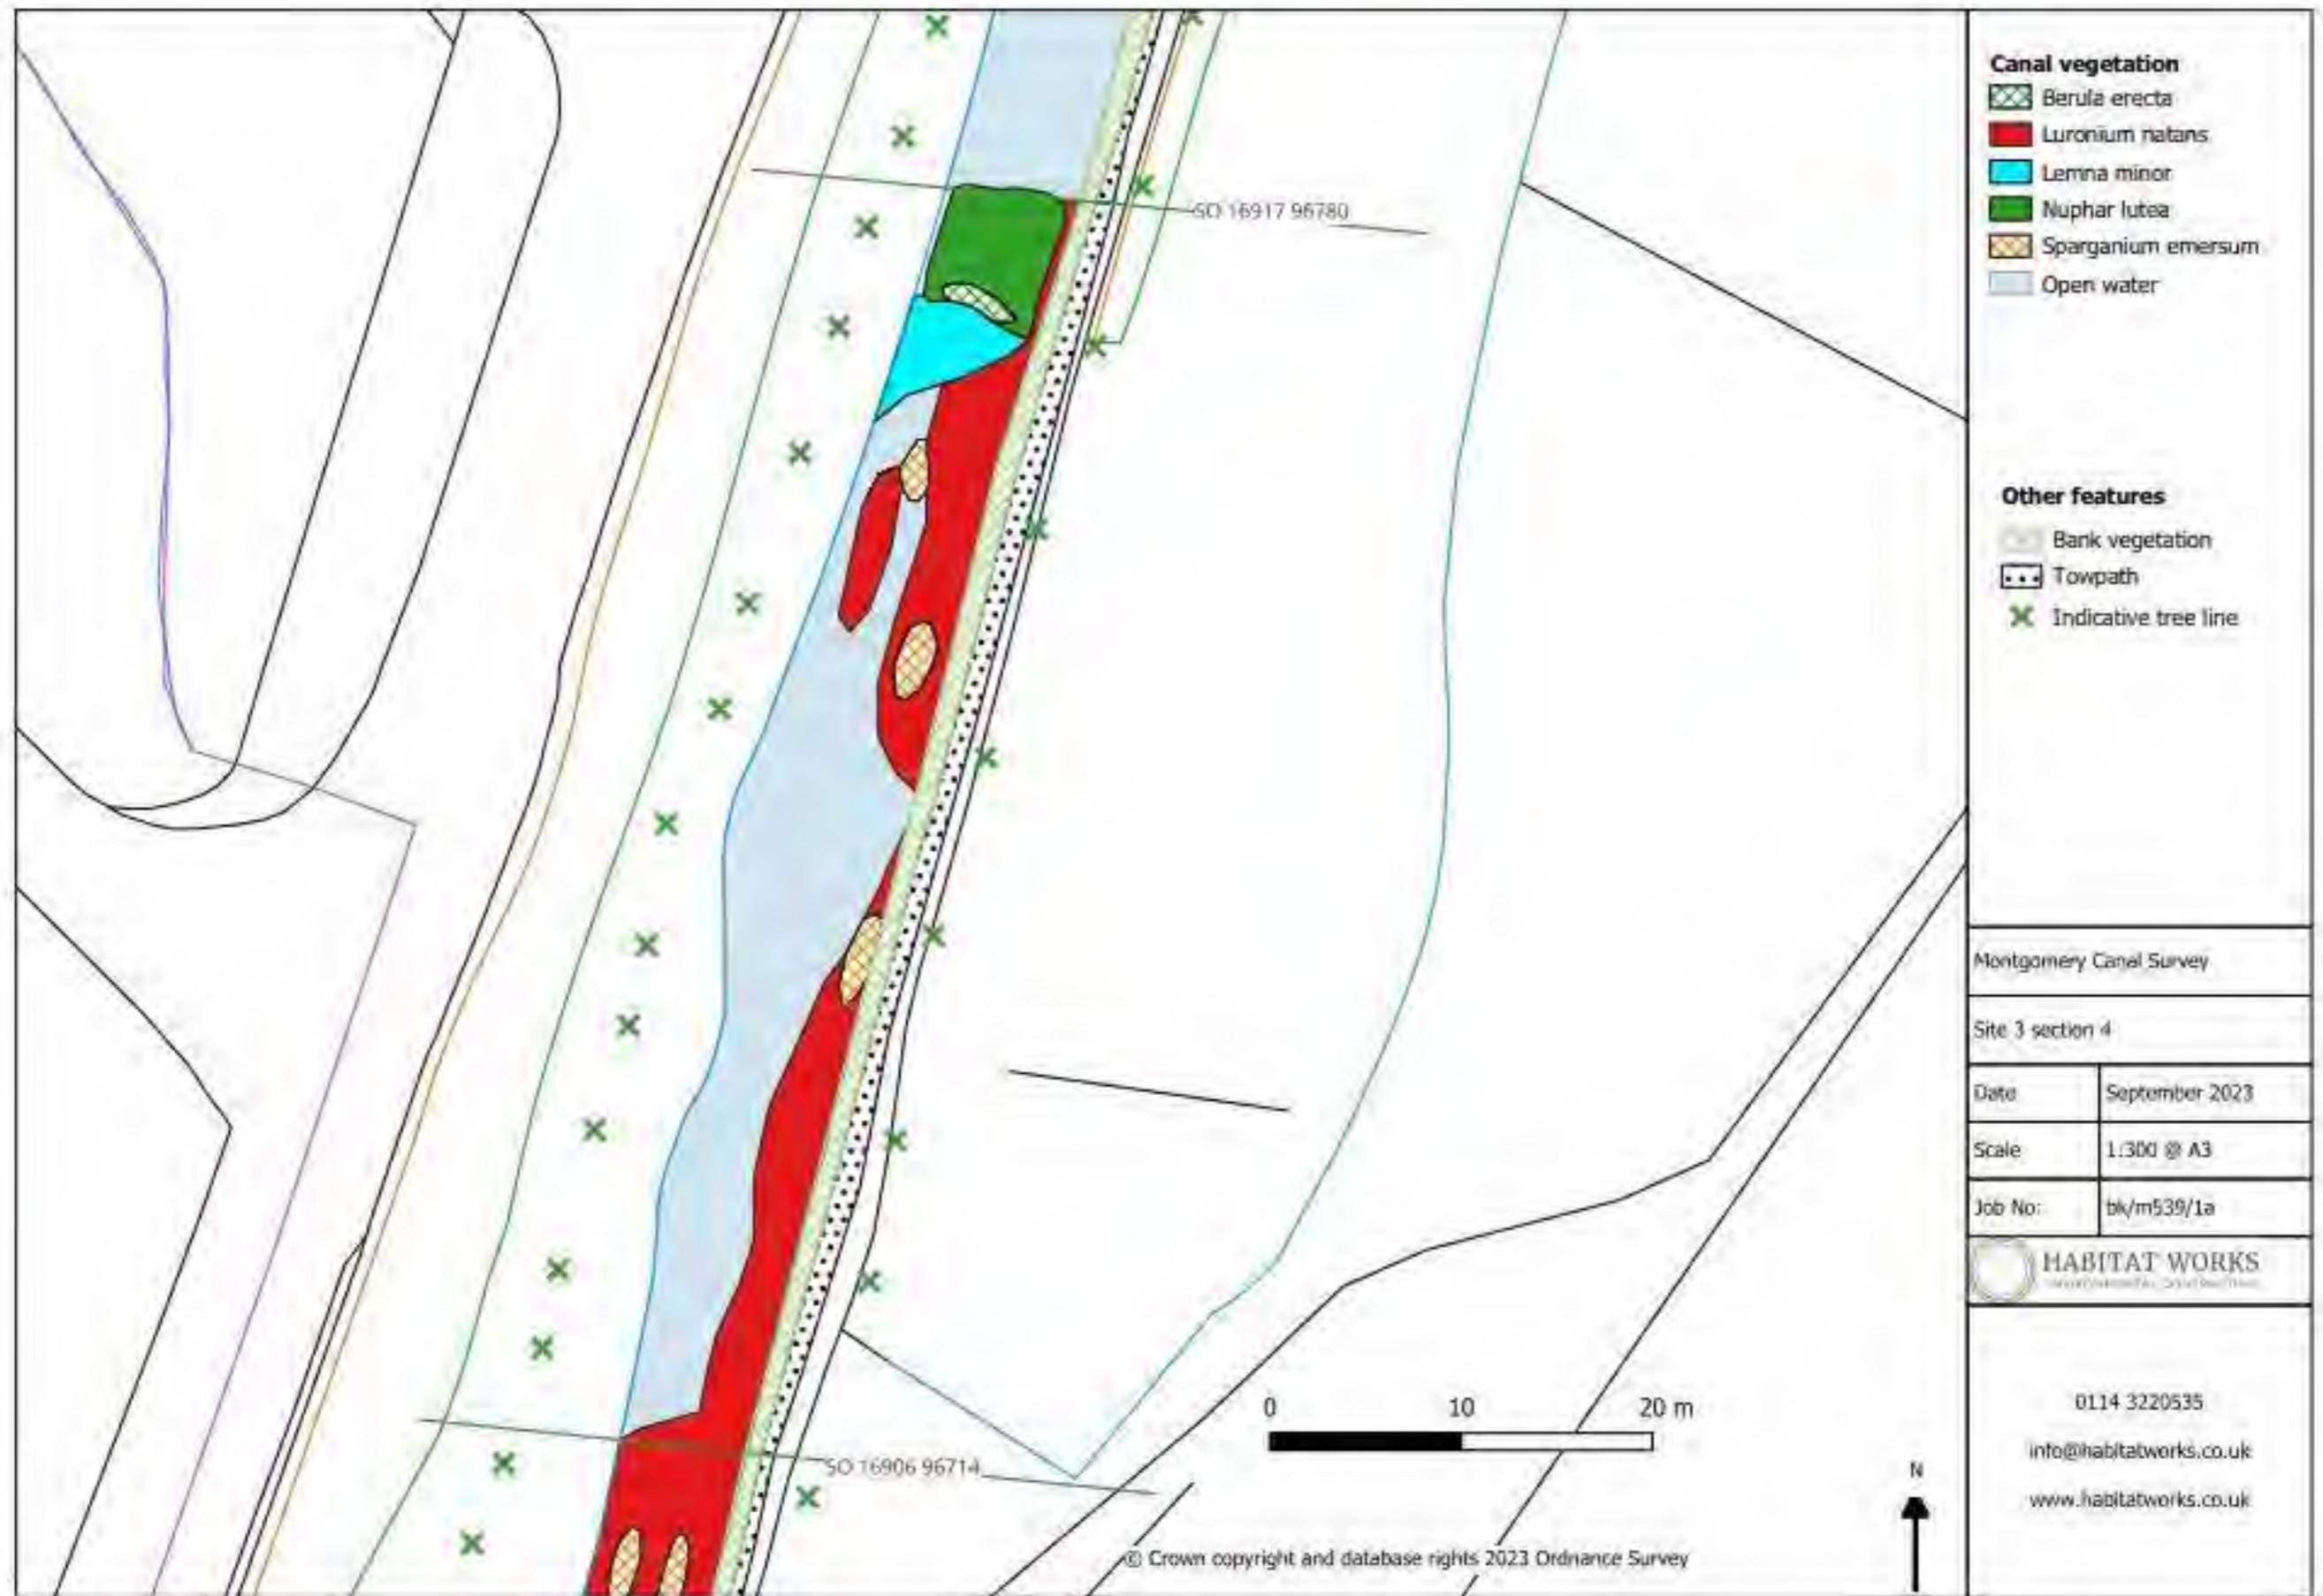 SO 16917 96780
SO 16906 96714
0 10 20 m
N
© Crown copyright and database rights 2023 Ordnance Survey
Canal vegetation
Berula erecta
Luronium natans
Lemna minor
Nuphar lutea
Sparganium emersum
Open water
Other features
Bank vegetation
Towpath
Indicative tree line
Montgomery Canal Survey
Site 3 section 4
Date September 2023
Scale 1:300 @ A3
Job No: bk/m539/1a
HABITAT WORKS
0114 3220535
info@habitatworks.co.uk
www.habitatworks.co.uk